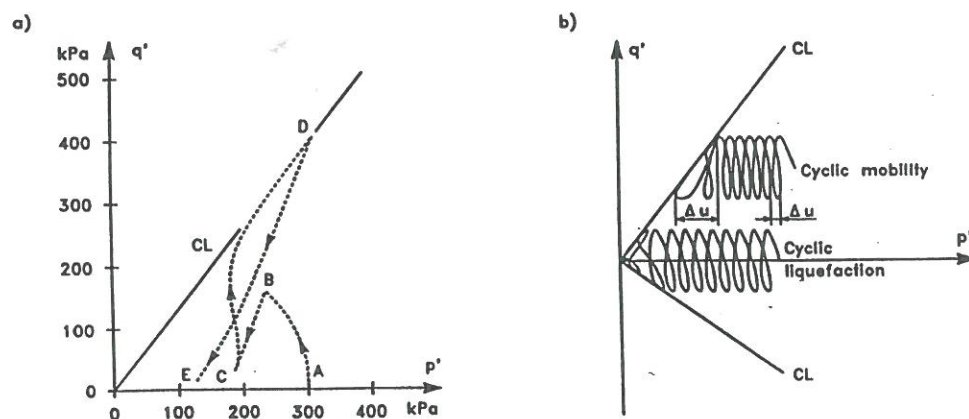 a)
kPa
q'
500
400
300
200
100
0
0
100
200
300
400
kPa
p'
CL
D
B
E
C
A
b)
q'
CL
Cyclic mobility
Δu
Δu
p'
Cyclic
liquefaction
CL